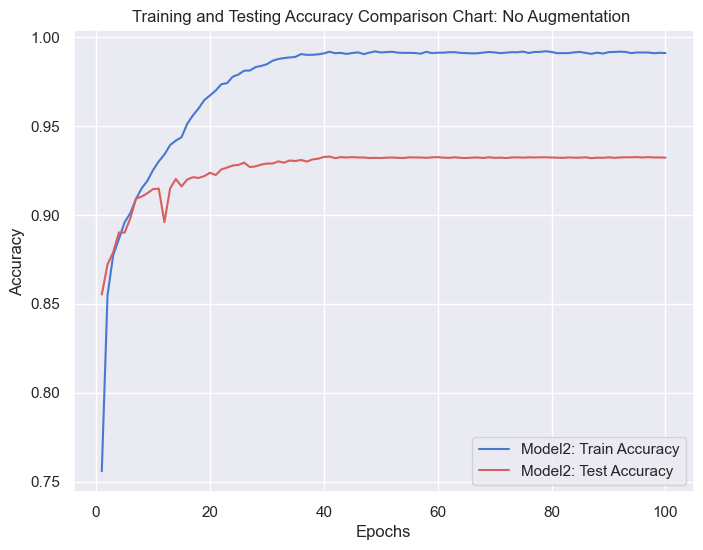 Training and Testing Accuracy Comparison Chart: No Augmentation
1.00
0.95
0.90
0.85
0.80
0.75
Accuracy
0
20
40
60
80
100
Epochs
Model2: Train Accuracy
Model2: Test Accuracy